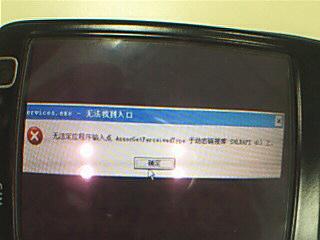 ervices.exe - 无法找到入口
无法定位程序输入点 AssocGetPerceivedType 于动态链接库 SHLWAPI.dll 上。
确定